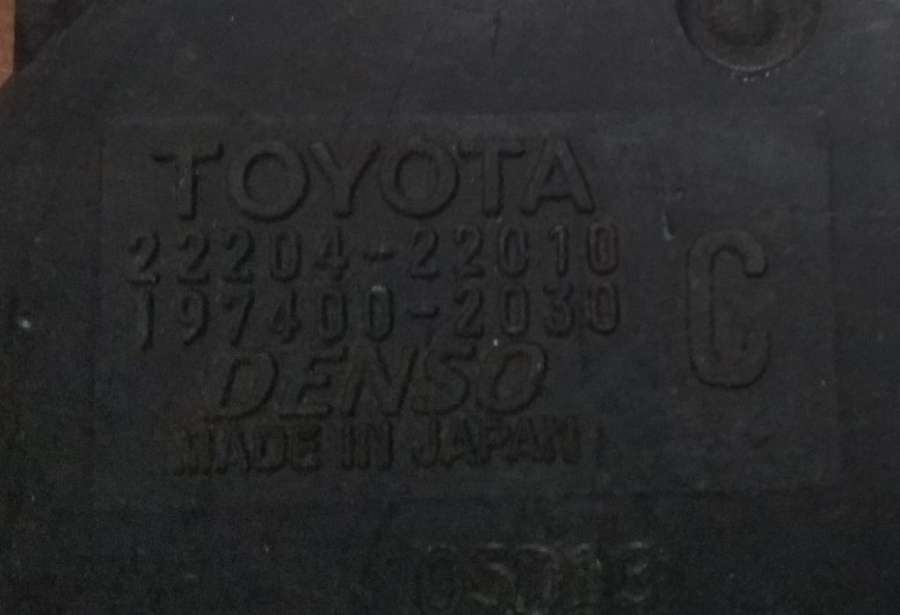 TOYOTA
22204-22010
197400-2030
C
DENSO
MADE IN JAPAN